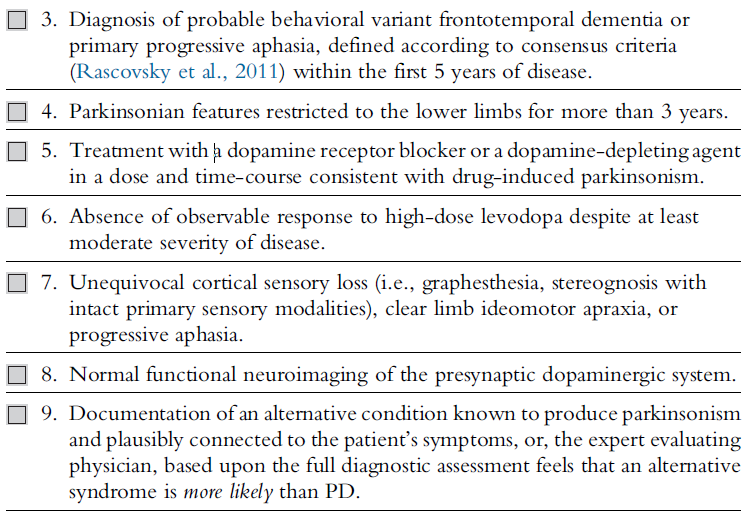 3. Diagnosis of probable behavioral variant frontotemporal dementia or
primary progressive aphasia, defined according to consensus criteria
(Rascovsky et al., 2011) within the first 5 years of disease.
4. Parkinsonian features restricted to the lower limbs for more than 3 years.
5. Treatment with a dopamine receptor blocker or a dopamine-depleting agent
in a dose and time-course consistent with drug-induced parkinsonism.
6. Absence of observable response to high-dose levodopa despite at least
moderate severity of disease.
7. Unequivocal cortical sensory loss (i.e., graphesthesia, stereognosis with
intact primary sensory modalities), clear limb ideomotor apraxia, or
progressive aphasia.
8. Normal functional neuroimaging of the presynaptic dopaminergic system.
9. Documentation of an alternative condition known to produce parkinsonism
and plausibly connected to the patient’s symptoms, or, the expert evaluating
physician, based upon the full diagnostic assessment feels that an alternative
syndrome is more likely than PD.